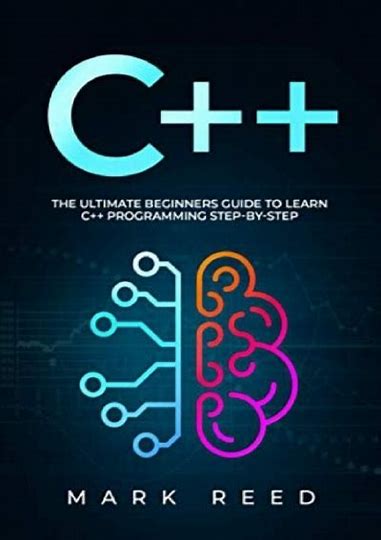 C++
THE ULTIMATE BEGINNERS GUIDE TO LEARN
C++ PROGRAMMING STEP-BY-STEP
MARK REED